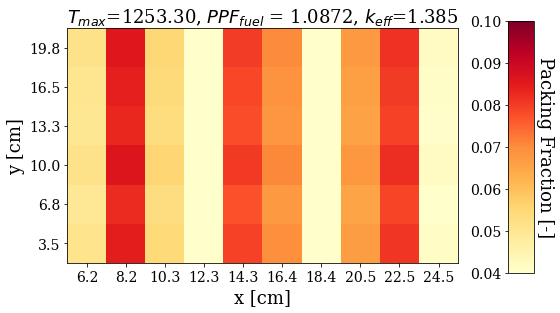 T_max=1253.30, PPF_fuel = 1.0872, k_eff=1.385
y [cm]
19.8
16.5
13.3
10.0
6.8
3.5
6.2 8.2 10.3 12.3 14.3 16.4 18.4 20.5 22.5 24.5
x [cm]
0.10
0.09
0.08
0.07
0.06
0.05
0.04
Packing Fraction [-]